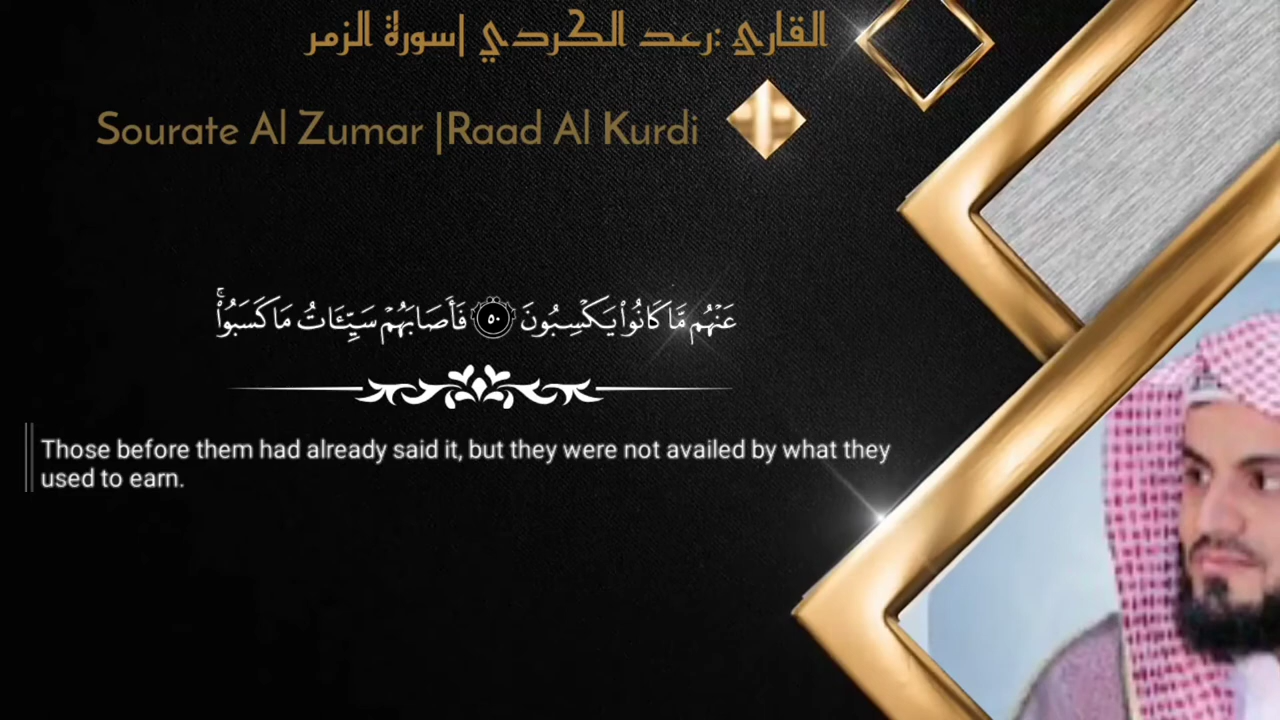 القارئ :رعد الكردي |سورة الزمر
Sourate Al Zumar |Raad Al Kurdi
عَنْهُم مَّا كَانُوا۟ يَكْسِبُونَ ٥٠ فَأَصَابَهُمْ سَيِّـَٔاتُ مَا كَسَبُوا۟ۚ
Those before them had already said it, but they were not availed by what they
used to earn.